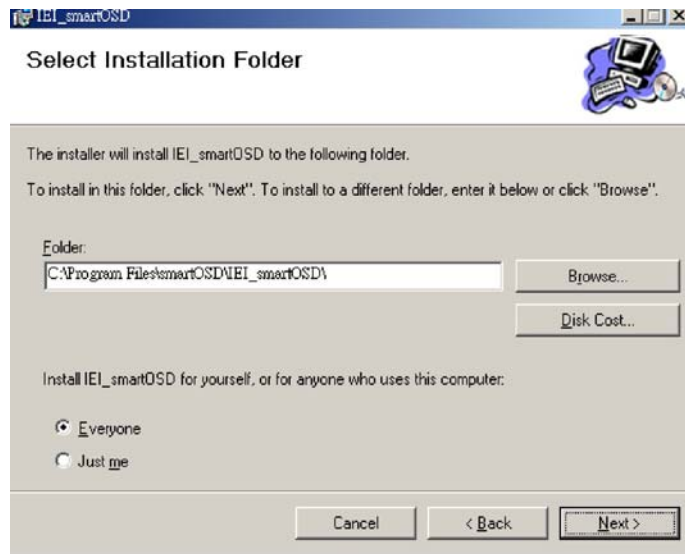 IEI_smartOSD
Select Installation Folder
The installer will install IEI_smartOSD to the following folder.
To install in this folder, click "Next". To install to a different folder, enter it below or click "Browse".
Folder:
C:\Program Files\smartOSD\IEI_smartOSD\
Browse...
Disk Cost...
Install IEI_smartOSD for yourself, or for anyone who uses this computer:
Everyone
Just me
Cancel
< Back
Next >